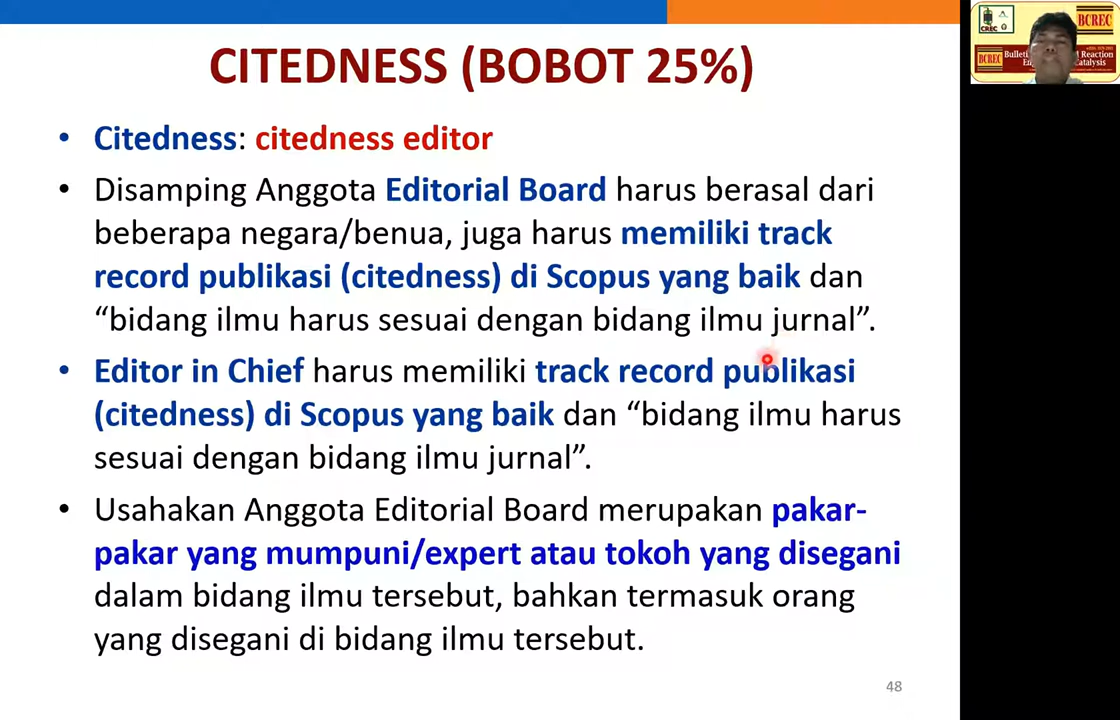 CITEDNESS (BOBOT 25%)
• Citedness: citedness editor
• Disamping Anggota Editorial Board harus berasal dari
beberapa negara/benua, juga harus memiliki track
record publikasi (citedness) di Scopus yang baik dan
“bidang ilmu harus sesuai dengan bidang ilmu jurnal”.
• Editor in Chief harus memiliki track record publikasi
(citedness) di Scopus yang baik dan “bidang ilmu harus
sesuai dengan bidang ilmu jurnal”.
• Usahakan Anggota Editorial Board merupakan pakar-
pakar yang mumpuni/expert atau tokoh yang disegani
dalam bidang ilmu tersebut, bahkan termasuk orang
yang disegani di bidang ilmu tersebut.
48
CREC
BCREC
BCREC
Reaction
Catalysis